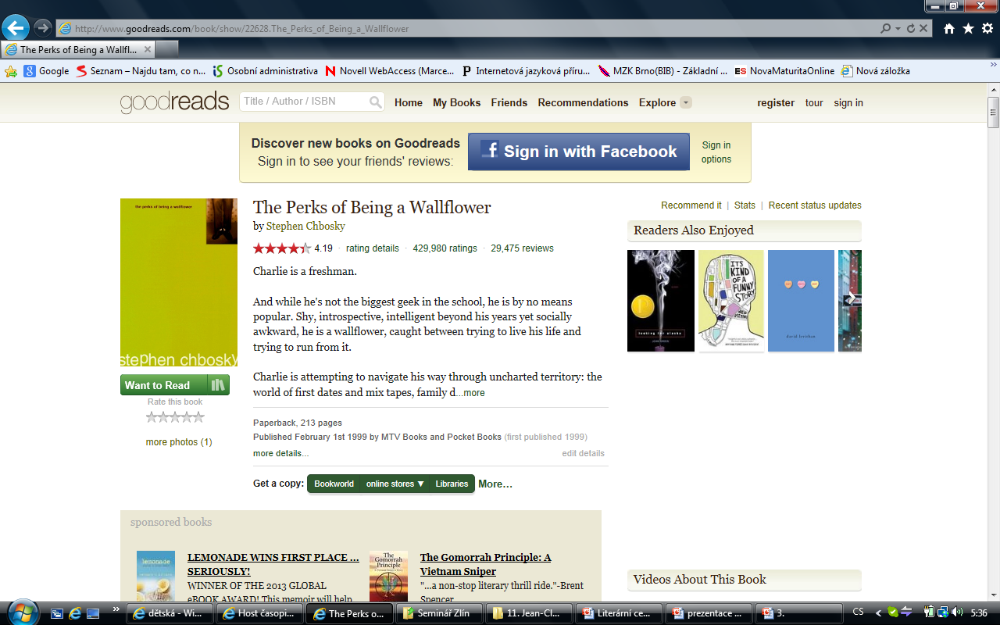 http://www.goodreads.com/book/show/22628.The_Perks_of_Being_a_Wallflower
The Perks of Being a Wallfl...
Google Seznam – Najdu tam, co n... Osobní administrativa Novell WebAccess (Marce... Internetová jazyková příru... MZK Brno(BIB) - Základní ... NovaMaturitaOnline Nová záložka
goodreads Title / Author / ISBN Home My Books Friends Recommendations Explore register tour sign in
Discover new books on Goodreads
Sign in to see your friends' reviews:
f Sign in with Facebook
Sign in
options
the perks of being a wallflower
stephen chbosky
Want to Read
Rate this book
more photos (1)
The Perks of Being a Wallflower
by Stephen Chbosky
4.19 · rating details · 429,980 ratings · 29,475 reviews
Charlie is a freshman.
And while he's not the biggest geek in the school, he is by no means
popular. Shy, introspective, intelligent beyond his years yet socially
awkward, he is a wallflower, caught between trying to live his life and
trying to run from it.
Charlie is attempting to navigate his way through uncharted territory: the
world of first dates and mix tapes, family d...more
Paperback, 213 pages
Published February 1st 1999 by MTV Books and Pocket Books (first published 1999)
more details... edit details
Get a copy: Bookworld online stores ▼ Libraries More...
Recommend it | Stats | Recent status updates
Readers Also Enjoyed
looking for alaska
IT'S
KIND
OF A
FUNNY
STORY
david levithan
Videos About This Book
sponsored books
lemonade
LEMONADE WINS FIRST PLACE ...
SERIOUSLY!
WINNER OF THE 2013 GLOBAL
eBOOK AWARD! This memoir will help
The
Gomorrah
Principle
The Gomorrah Principle: A
Vietnam Sniper
"...a non-stop literary thrill ride."-Brent
Spencer
dětská - Wi... Host časopi... The Perks o... Seminář Zlín 11. Jean-Cl... Literární ce... prezentace ... 3. CS 5:36